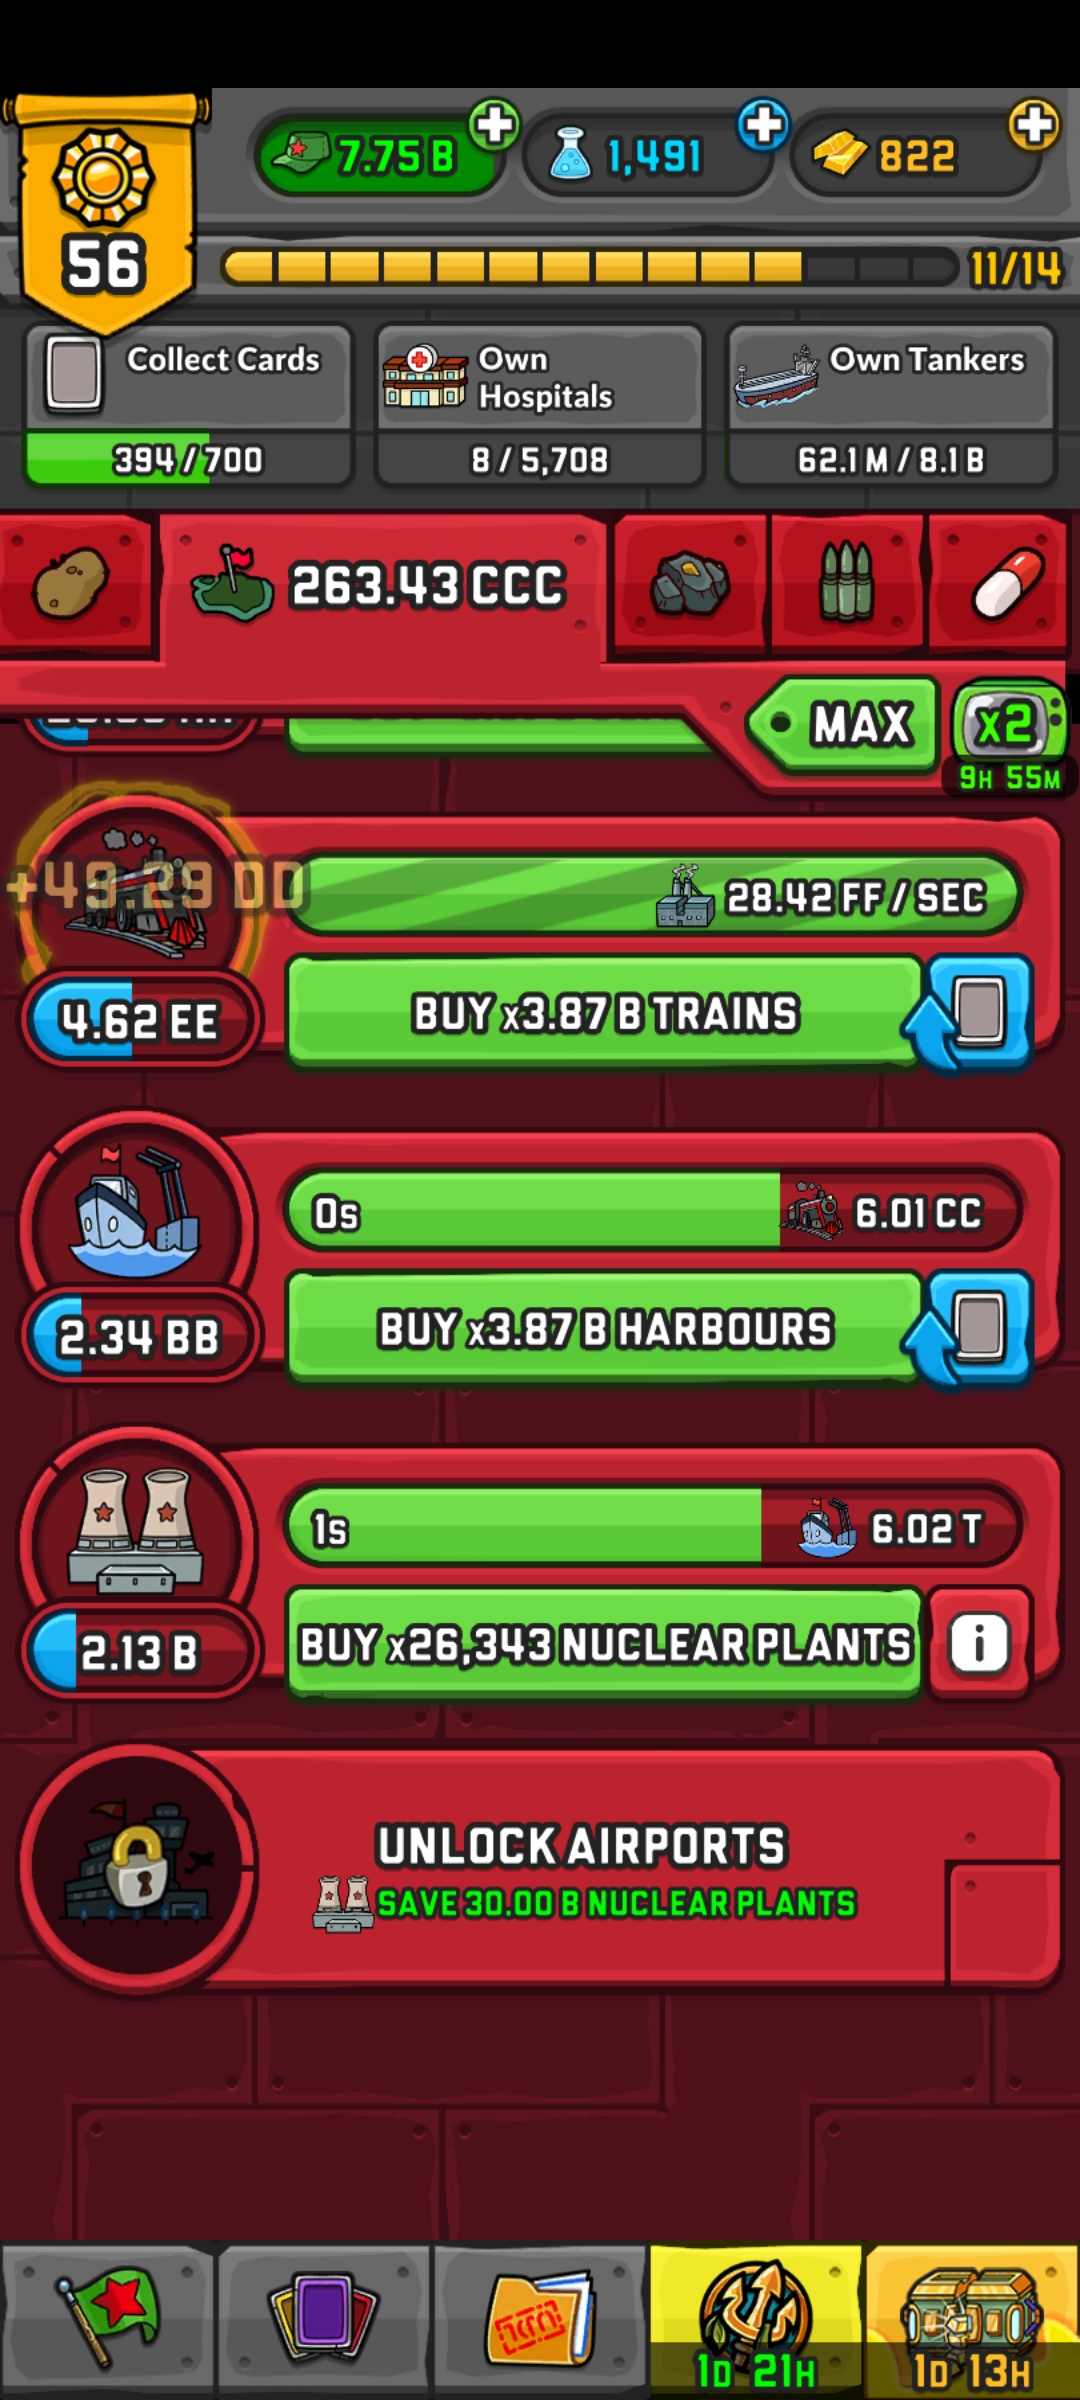 7.75 B
1,491
822
56
11/14
Collect Cards
394 / 700
Own
Hospitals
8 / 5,708
Own Tankers
62.1 M / 8.1 B
263.43 CCC
MAX
x2
9H 55M
+49.29 DD
28.42 FF / SEC
4.62 EE
BUY x3.87 B TRAINS
0s
6.01 CC
2.34 BB
BUY x3.87 B HARBOURS
1s
6.02 T
2.13 B
BUY x26,343 NUCLEAR PLANTS
i
UNLOCK AIRPORTS
SAVE 30.00 B NUCLEAR PLANTS
1D 21H
1D 13H